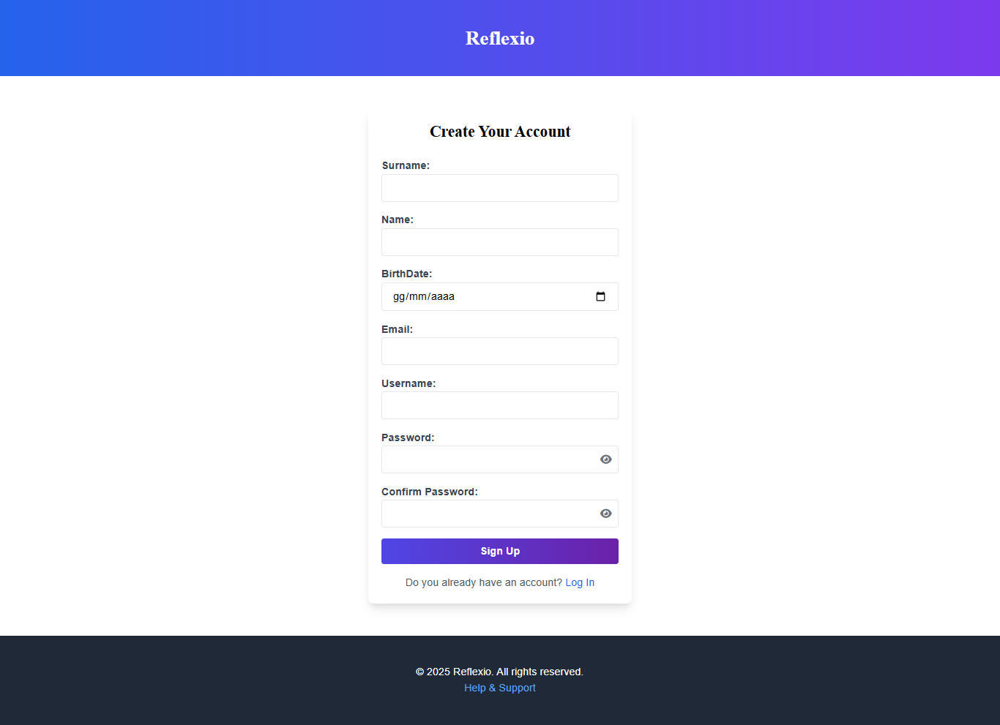 Reflexio
Create Your Account
Surname:
Name:
BirthDate:
gg/mm/aaaa
Email:
Username:
Password:
Confirm Password:
Sign Up
Do you already have an account? Log In
© 2025 Reflexio. All rights reserved.
Help & Support